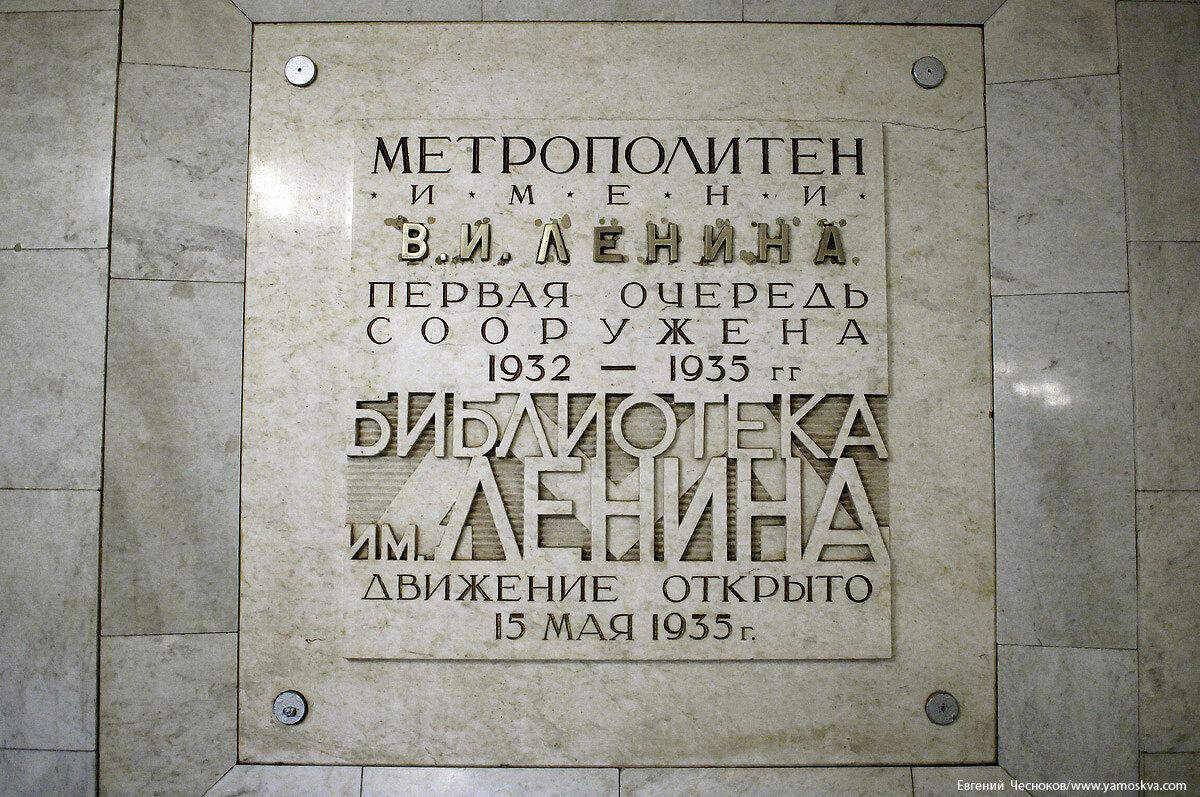 МЕТРОПОЛИТЕН
• И • М • Е • Н • И •
В. И. ЛЕНИНА
ПЕРВАЯ ОЧЕРЕДЬ
СООРУЖЕНА
1932 — 1935 гг
БИБЛИОТЕКА
ИМ. ЛЕНИНА
ДВИЖЕНИЕ ОТКРЫТО
15 МАЯ 1935 г.
Евгений Чесноков/www.yamoskva.com